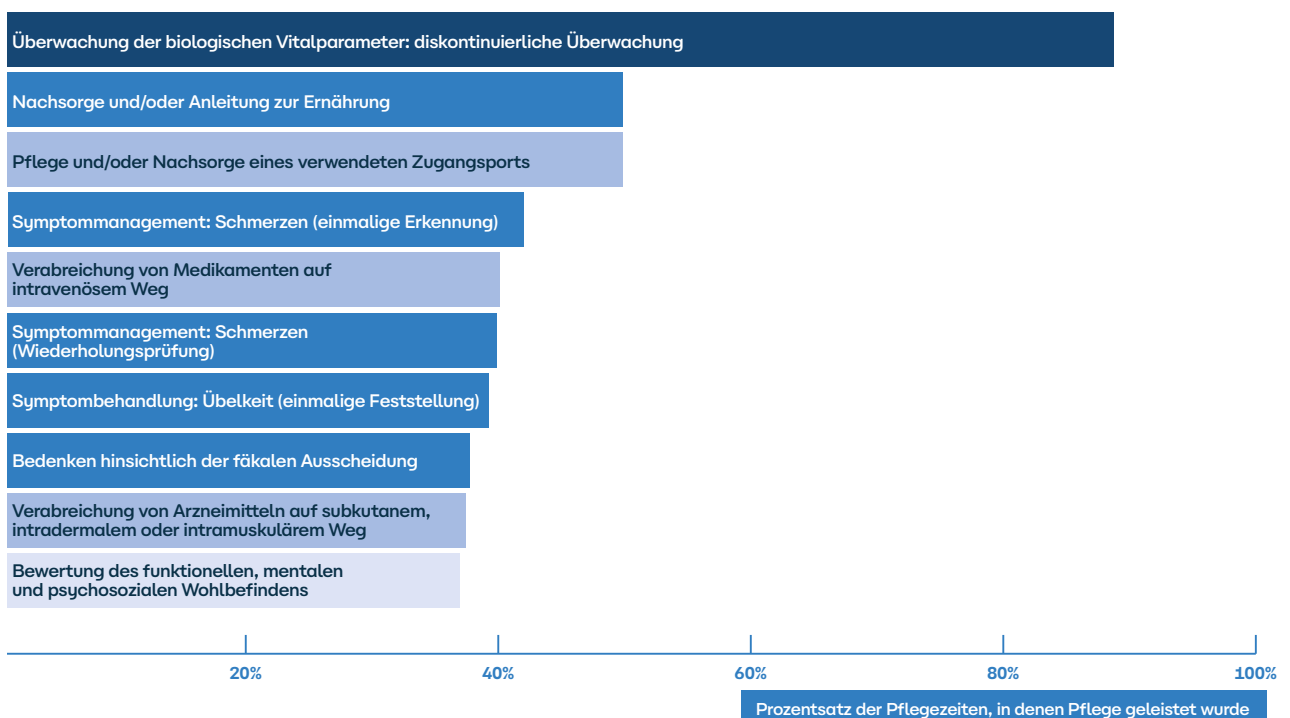 Überwachung der biologischen Vitalparameter: diskontinuierliche Überwachung
Nachsorge und/oder Anleitung zur Ernährung
Pflege und/oder Nachsorge eines verwendeten Zugangsports
Symptommanagement: Schmerzen (einmalige Erkennung)
Verabreichung von Medikamenten auf
intravenösem Weg
Symptommanagement: Schmerzen
(Wiederholungsprüfung)
Symptombehandlung: Übelkeit (einmalige Feststellung)
Bedenken hinsichtlich der fäkalen Ausscheidung
Verabreichung von Arzneimitteln auf subkutanem,
intradermalem oder intramuskulärem Weg
Bewertung des funktionellen, mentalen
und psychosozialen Wohlbefindens
20% 40% 60% 80% 100%
Prozentsatz der Pflegezeiten, in denen Pflege geleistet wurde